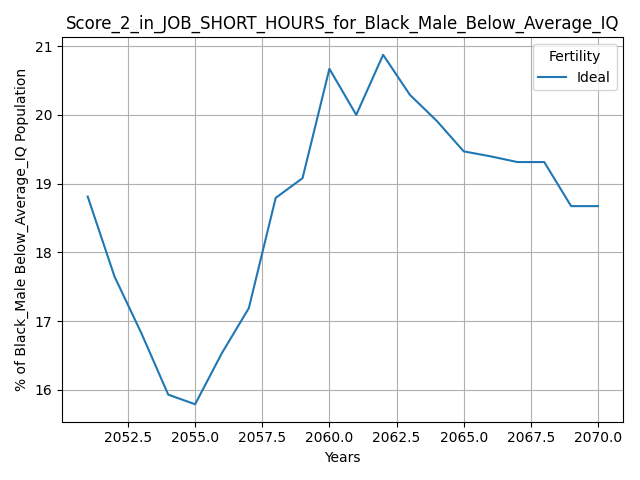 Score_2_in_JOB_SHORT_HOURS_for_Black_Male_Below_Average_IQ
Fertility
Ideal
% of Black_Male Below_Average_IQ Population
21
20
19
18
17
16
2052.5 2055.0 2057.5 2060.0 2062.5 2065.0 2067.5 2070.0
Years